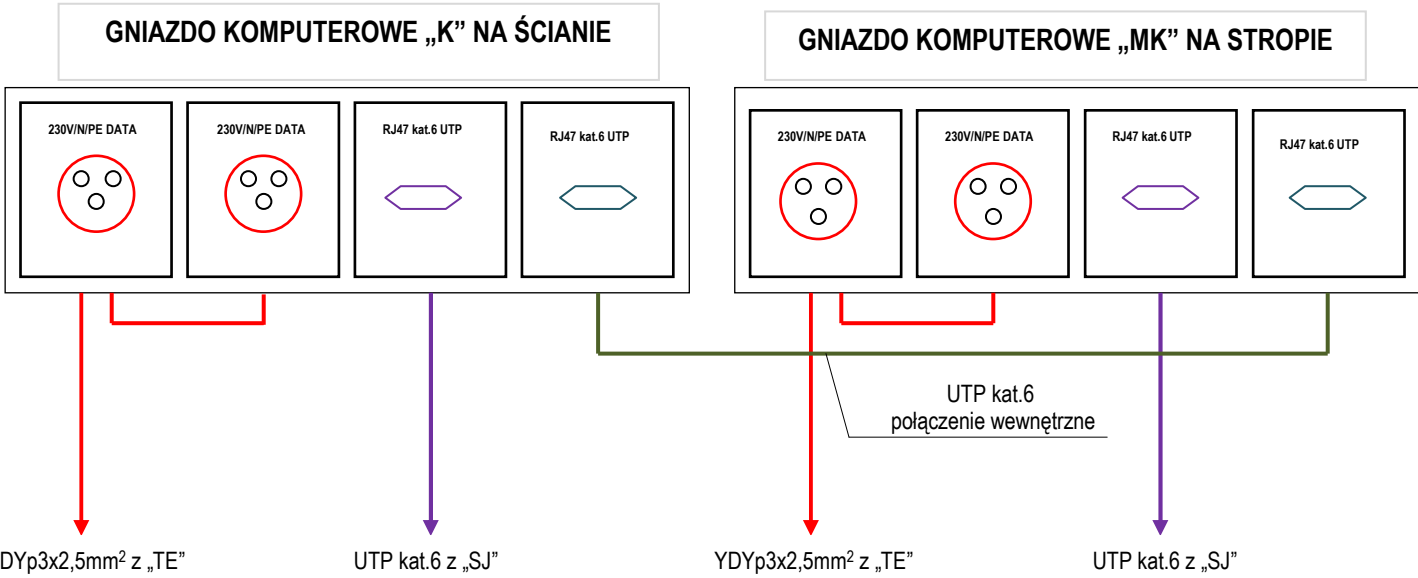 GNIAZDO KOMPUTEROWE „K” NA ŚCIANIE
GNIAZDO KOMPUTEROWE „MK” NA STROPIE
230V/N/PE DATA
230V/N/PE DATA
RJ47 kat.6 UTP
RJ47 kat.6 UTP
230V/N/PE DATA
230V/N/PE DATA
RJ47 kat.6 UTP
RJ47 kat.6 UTP
UTP kat.6
połączenie wewnętrzne
DYp3x2,5mm² z „TE”
UTP kat.6 z „SJ”
YDYp3x2,5mm² z „TE”
UTP kat.6 z „SJ”